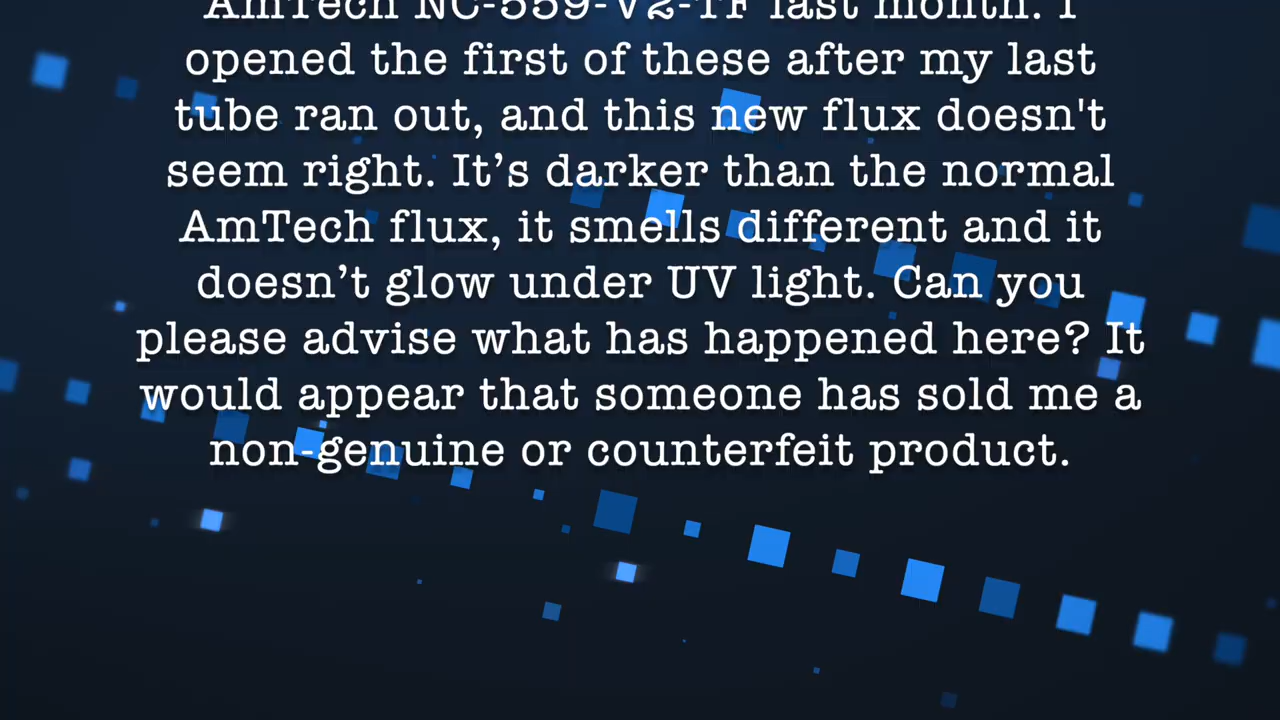 AmTech NC-559-V2-TF last month. I
opened the first of these after my last
tube ran out, and this new flux doesn't
seem right. It’s darker than the normal
AmTech flux, it smells different and it
doesn’t glow under UV light. Can you
please advise what has happened here? It
would appear that someone has sold me a
non-genuine or counterfeit product.